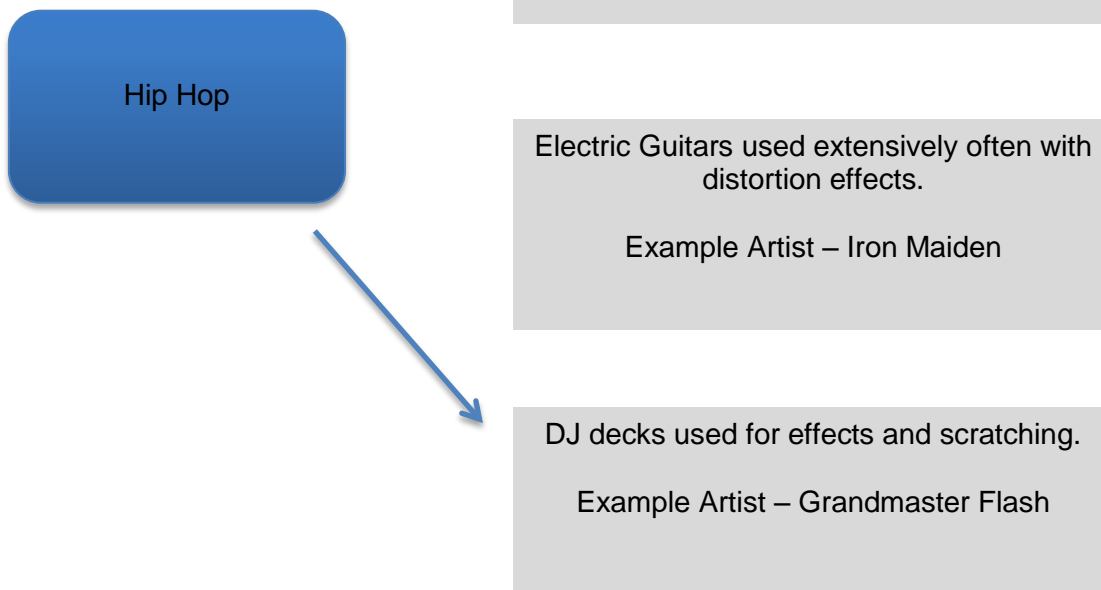 Hip Hop
Electric Guitars used extensively often with
distortion effects.
Example Artist – Iron Maiden
DJ decks used for effects and scratching.
Example Artist – Grandmaster Flash